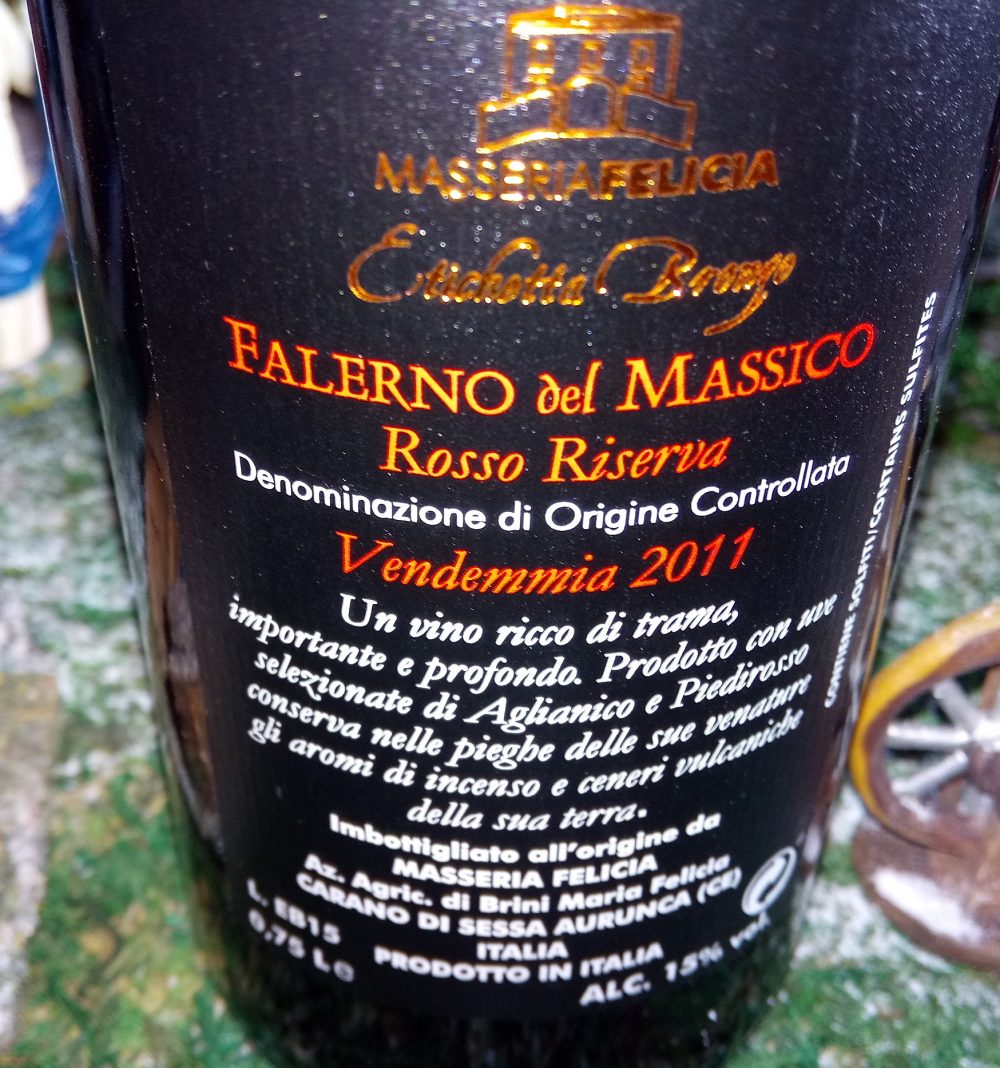 MASSERIAFELICIA
Etichetta Bronzo
FALERNO del MASSICO
Rosso Riserva
Denominazione di Origine Controllata
Vendemmia 2011
Un vino ricco di trama,
importante e profondo. Prodotto con uve
selezionate di Aglianico e Piedirosso
conserva nelle pieghe delle sue venature
gli aromi di incenso e ceneri vulcaniche
della sua terra.
Imbottigliato all'origine da
MASSERIA FELICIA
Az. Agric. di Brini Maria Felicia
CARANO DI SESSA AURUNCA (CE)
ITALIA
PRODOTTO IN ITALIA
L. EB15
0,75 L e
ALC. 15% vol.
CONTIENE SOLFITI/CONTAINS SULFITES